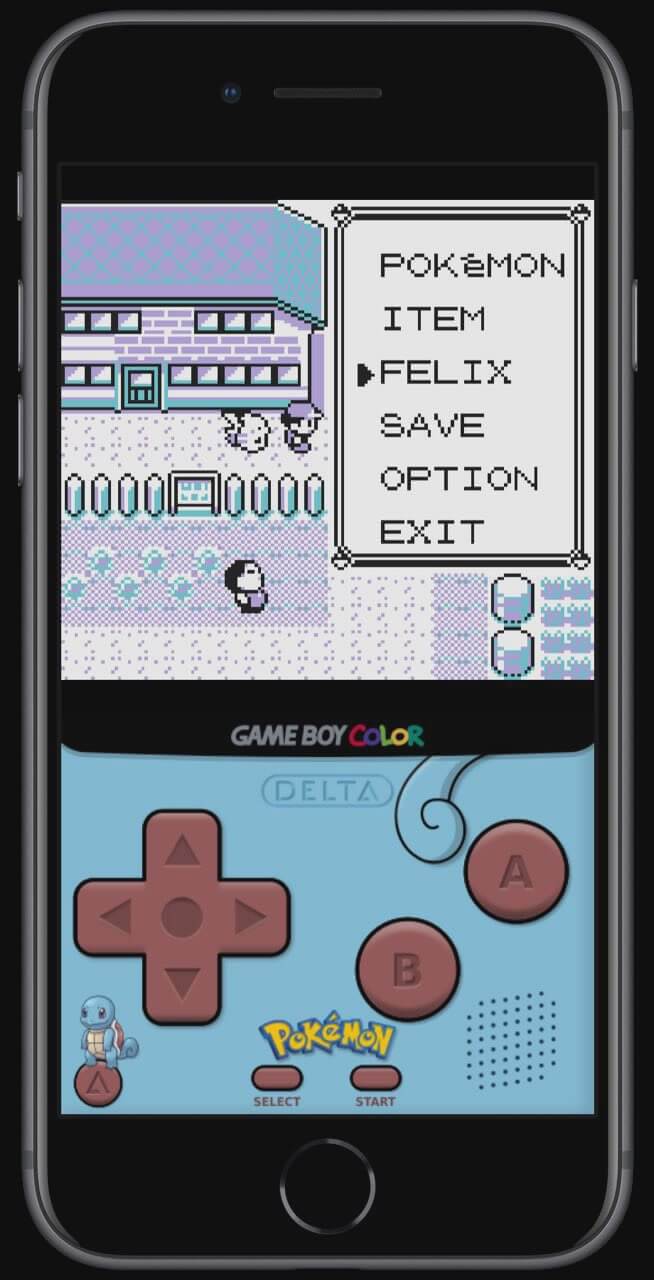 POKéMON
ITEM
▶FELIX
SAVE
OPTION
EXIT
GAME BOY COLOR
DELTA
A
B
POKéMON
SELECT
START